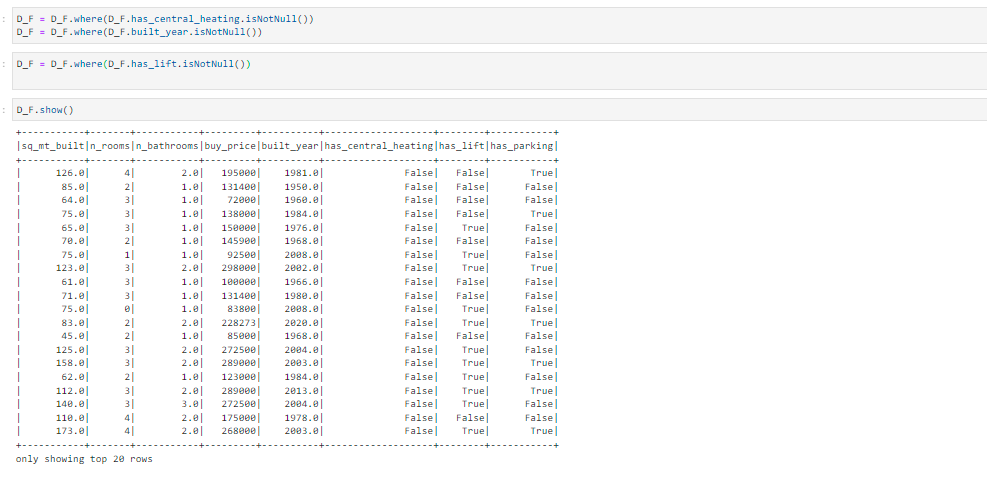 : D_F = D_F.where(D_F.has_central_heating.isNotNull())
D_F = D_F.where(D_F.built_year.isNotNull())
: D_F = D_F.where(D_F.has_lift.isNotNull())
: D_F.show()
+-----------+-------+-----------+---------+----------+-------------------+--------+-----------+
|sq_mt_built|n_rooms|n_bathrooms|buy_price|built_year|has_central_heating|has_lift|has_parking|
+-----------+-------+-----------+---------+----------+-------------------+--------+-----------+
|      126.0|      4|        2.0|   195000|    1981.0|              False|   False|       True|
|       85.0|      2|        1.0|   131400|    1950.0|              False|   False|      False|
|       64.0|      3|        1.0|    72000|    1960.0|              False|   False|      False|
|       75.0|      3|        1.0|   138000|    1984.0|              False|   False|       True|
|       65.0|      3|        1.0|   150000|    1976.0|              False|    True|      False|
|       70.0|      2|        1.0|   145900|    1968.0|              False|   False|      False|
|       75.0|      1|        1.0|    92500|    2008.0|              False|    True|      False|
|      123.0|      3|        2.0|   298000|    2002.0|              False|    True|       True|
|       61.0|      3|        1.0|   100000|    1966.0|              False|   False|      False|
|       71.0|      3|        1.0|   131400|    1980.0|              False|   False|      False|
|       75.0|      0|        1.0|    83800|    2008.0|              False|    True|      False|
|       83.0|      2|        2.0|   228273|    2020.0|              False|    True|       True|
|       45.0|      2|        1.0|    85000|    1968.0|              False|   False|      False|
|      125.0|      3|        2.0|   272500|    2004.0|              False|    True|      False|
|      158.0|      3|        2.0|   289000|    2003.0|              False|    True|       True|
|       62.0|      2|        1.0|   123000|    1984.0|              False|    True|      False|
|      112.0|      3|        2.0|   289000|    2013.0|              False|    True|       True|
|      140.0|      3|        3.0|   272500|    2004.0|              False|    True|      False|
|      110.0|      4|        2.0|   175000|    1978.0|              False|   False|      False|
|      173.0|      4|        2.0|   268000|    2003.0|              False|    True|       True|
+-----------+-------+-----------+---------+----------+-------------------+--------+-----------+
only showing top 20 rows